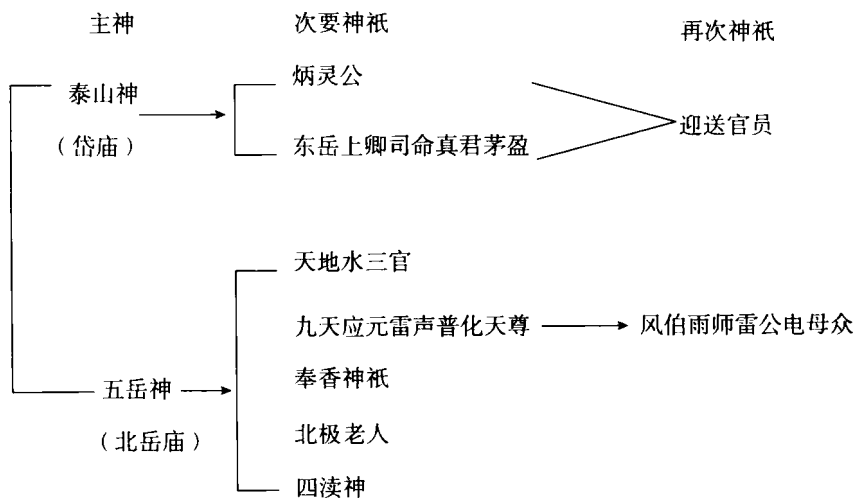 主神 次要神祇 再次神祇
泰山神 炳灵公
（岱庙） 东岳上卿司命真君茅盈 迎送官员
天地水三官
九天应元雷声普化天尊 风伯雨师雷公电母众
奉香神祇
五岳神
（北岳庙） 北极老人
四渎神